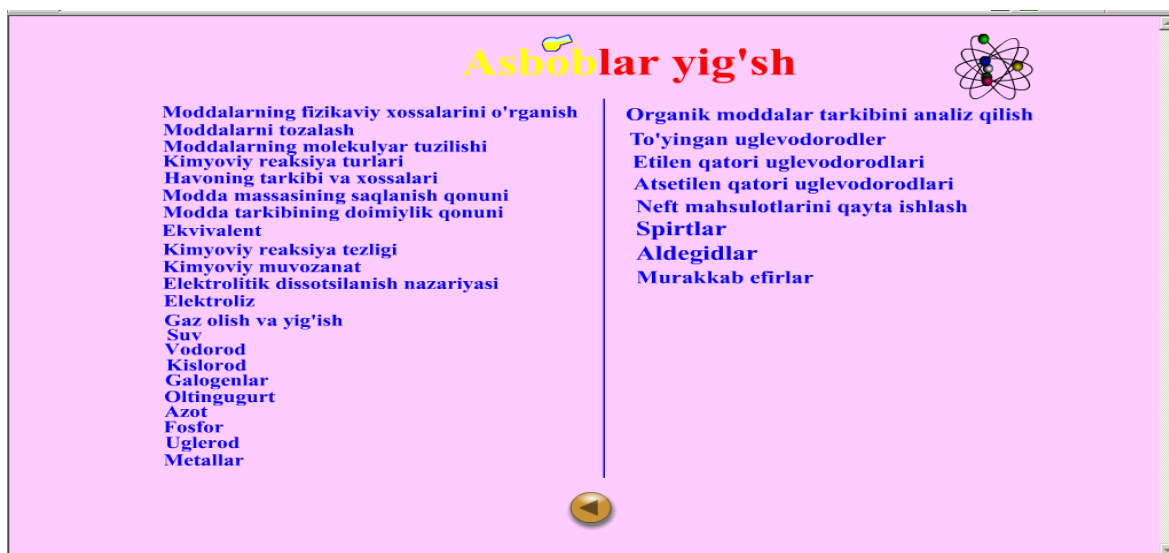 Asboblar yig'sh
Moddalarning fizikaviy xossalarini o'rganish
Moddalarni tozalash
Moddalarning molekulyar tuzilishi
Kimyoviy reaksiya turlari
Havoning tarkibi va xossalari
Modda massasining saqlanish qonuni
Modda tarkibining doimiylik qonuni
Ekvivalent
Kimyoviy reaksiya tezligi
Kimyoviy muvozanat
Elektrolitik dissotsilanish nazariyasi
Elektroliz
Gaz olish va yig'ish
Suv
Vodorod
Kislorod
Galogenlar
Oltingugurt
Azot
Fosfor
Uglerod
Metallar
Organik moddalar tarkibini analiz qilish
To'yingan uglevodorodler
Etilen qatori uglevodorodlari
Atsetilen qatori uglevodorodlari
Neft mahsulotlarini qayta ishlash
Spirtlar
Aldegidlar
Murakkab efirlar